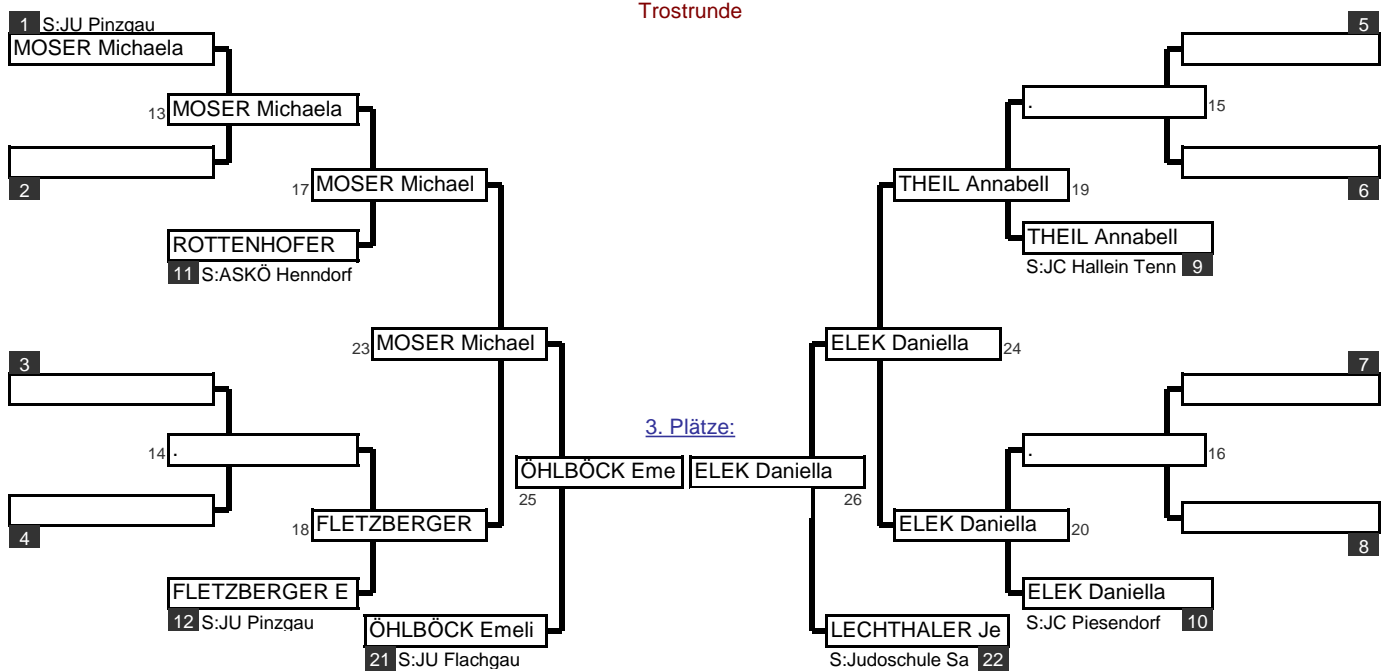 Trostrunde
1 S:JU Pinzgau
MOSER Michaela
5
13 MOSER Michaela
. 15
2
17 MOSER Michael
THEIL Annabell 19
6
ROTTENHOFER
THEIL Annabell
11 S:ASKÖ Henndorf
S:JC Hallein Tenn 9
23 MOSER Michael
ELEK Daniella 24
3
7
3. Plätze:
14 .
. 16
ÖHLBÖCK Eme
ELEK Daniella
25
26
4
18 FLETZBERGER
ELEK Daniella 20
8
FLETZBERGER E
ELEK Daniella
12 S:JU Pinzgau
S:JC Piesendorf 10
ÖHLBÖCK Emeli
LECHTHALER Je
21 S:JU Flachgau
S:Judoschule Sa 22